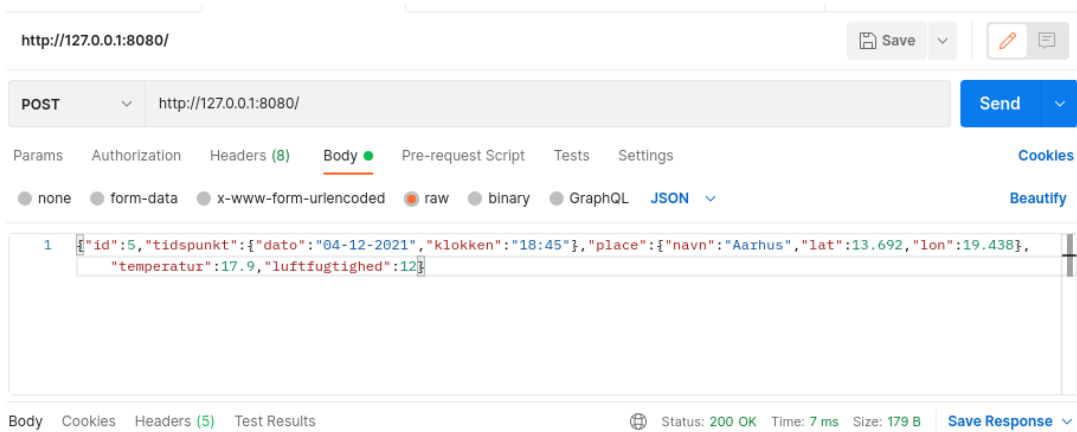 http://127.0.0.1:8080/ Save
POST http://127.0.0.1:8080/ Send
Params Authorization Headers (8) Body Pre-request Script Tests Settings Cookies
none form-data x-www-form-urlencoded raw binary GraphQL JSON Beautify
1 {"id":5,"tidspunkt":{"dato":"04-12-2021","klokken":"18:45"},"place":{"navn":"Aarhus","lat":13.692,"lon":19.438},
"temperatur":17.9,"luftfugtighed":12}
Body Cookies Headers (5) Test Results Status: 200 OK Time: 7 ms Size: 179 B Save Response